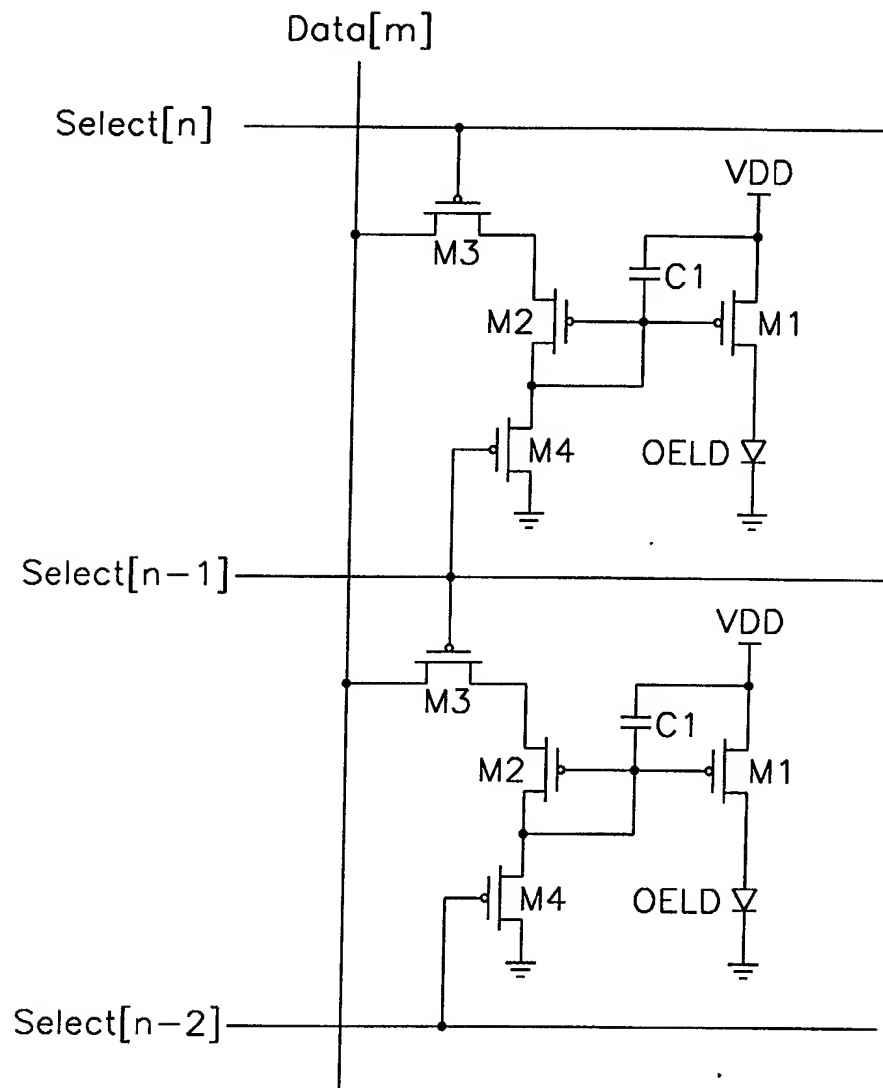 Data[m]
Select[n]
VDD
M3
C1
M2
M1
M4
OELD
Select[n-1]
VDD
M3
C1
M2
M1
M4
OELD
Select[n-2]